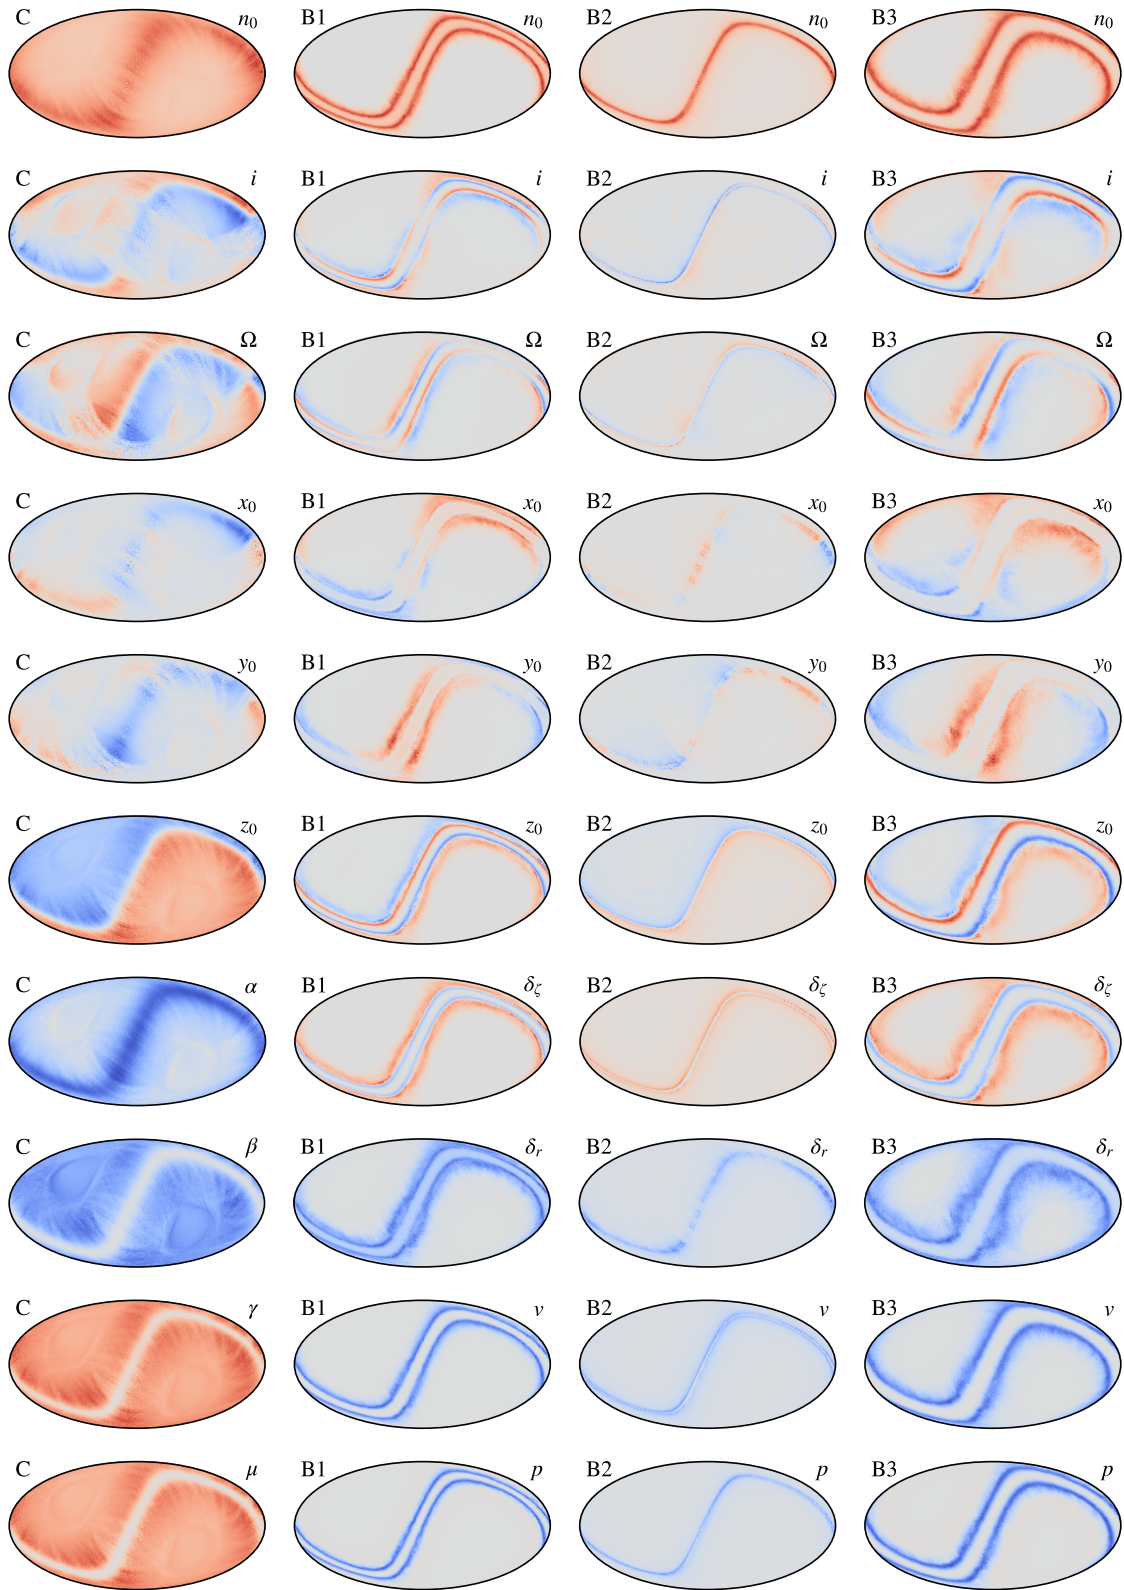 C n₀ B1 n₀ B2 n₀ B3 n₀
C i B1 i B2 i B3 i
C Ω B1 Ω B2 Ω B3 Ω
C x₀ B1 x₀ B2 x₀ B3 x₀
C y₀ B1 y₀ B2 y₀ B3 y₀
C z₀ B1 z₀ B2 z₀ B3 z₀
C α B1 δ_ζ B2 δ_ζ B3 δ_ζ
C β B1 δ_r B2 δ_r B3 δ_r
C γ B1 ν B2 ν B3 ν
C μ B1 p B2 p B3 p